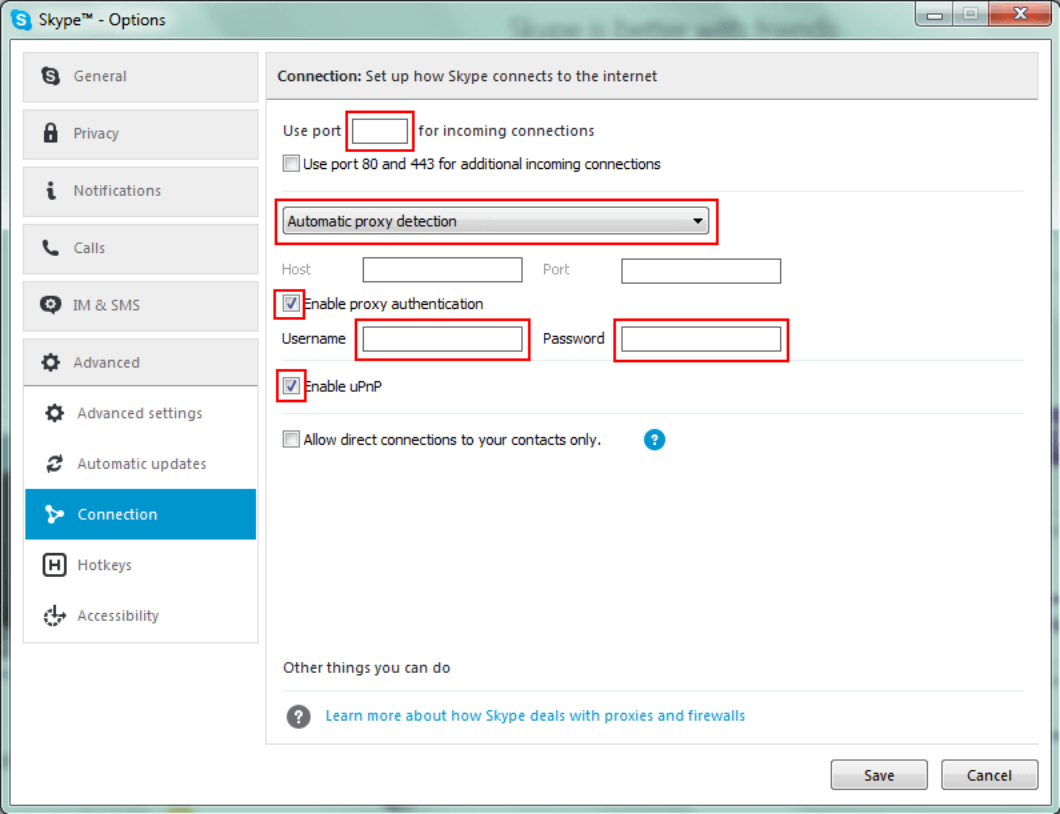 Skype™ - Options
Skype is better with friends
General
Privacy
Notifications
Calls
IM & SMS
Advanced
Advanced settings
Automatic updates
Connection
H Hotkeys
Accessibility
Connection: Set up how Skype connects to the internet
Use port for incoming connections
Use port 80 and 443 for additional incoming connections
Automatic proxy detection
Host Port
Enable proxy authentication
Username Password
Enable uPnP
Allow direct connections to your contacts only. ?
Other things you can do
? Learn more about how Skype deals with proxies and firewalls
Save Cancel